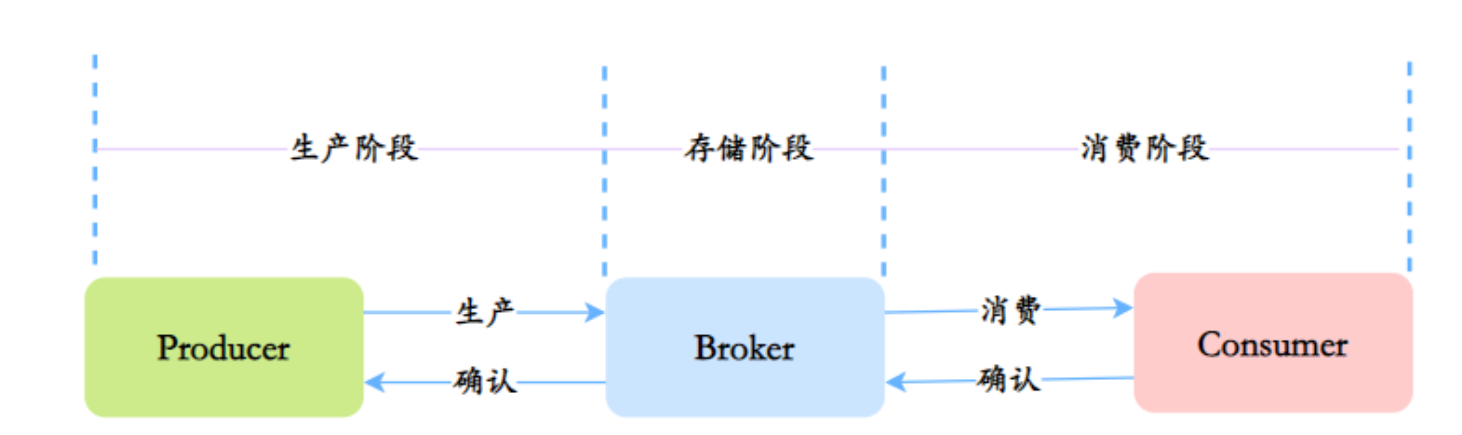 生产阶段
存储阶段
消费阶段
生产
消费
Producer
Broker
Consumer
确认
确认